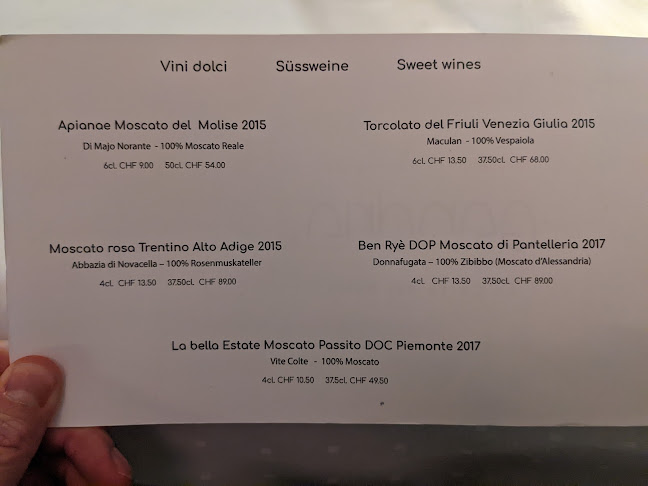 Vini dolci Süssweine Sweet wines
Apianae Moscato del Molise 2015
Di Majo Norante - 100% Moscato Reale
6cl. CHF 9.00 50cl. CHF 54.00
Torcolato del Friuli Venezia Giulia 2015
Maculan - 100% Vespaiola
6cl. CHF 13.50 37.50cl. CHF 68.00
Moscato rosa Trentino Alto Adige 2015
Abbazia di Novacella – 100% Rosenmuskateller
4cl. CHF 13.50 37.50cl. CHF 89.00
Ben Ryè DOP Moscato di Pantelleria 2017
Donnafugata – 100% Zibibbo (Moscato d'Alessandria)
4cl. CHF 13.50 37.50cl. CHF 89.00
La bella Estate Moscato Passito DOC Piemonte 2017
Vite Colte - 100% Moscato
4cl. CHF 10.50 37.5cl. CHF 49.50